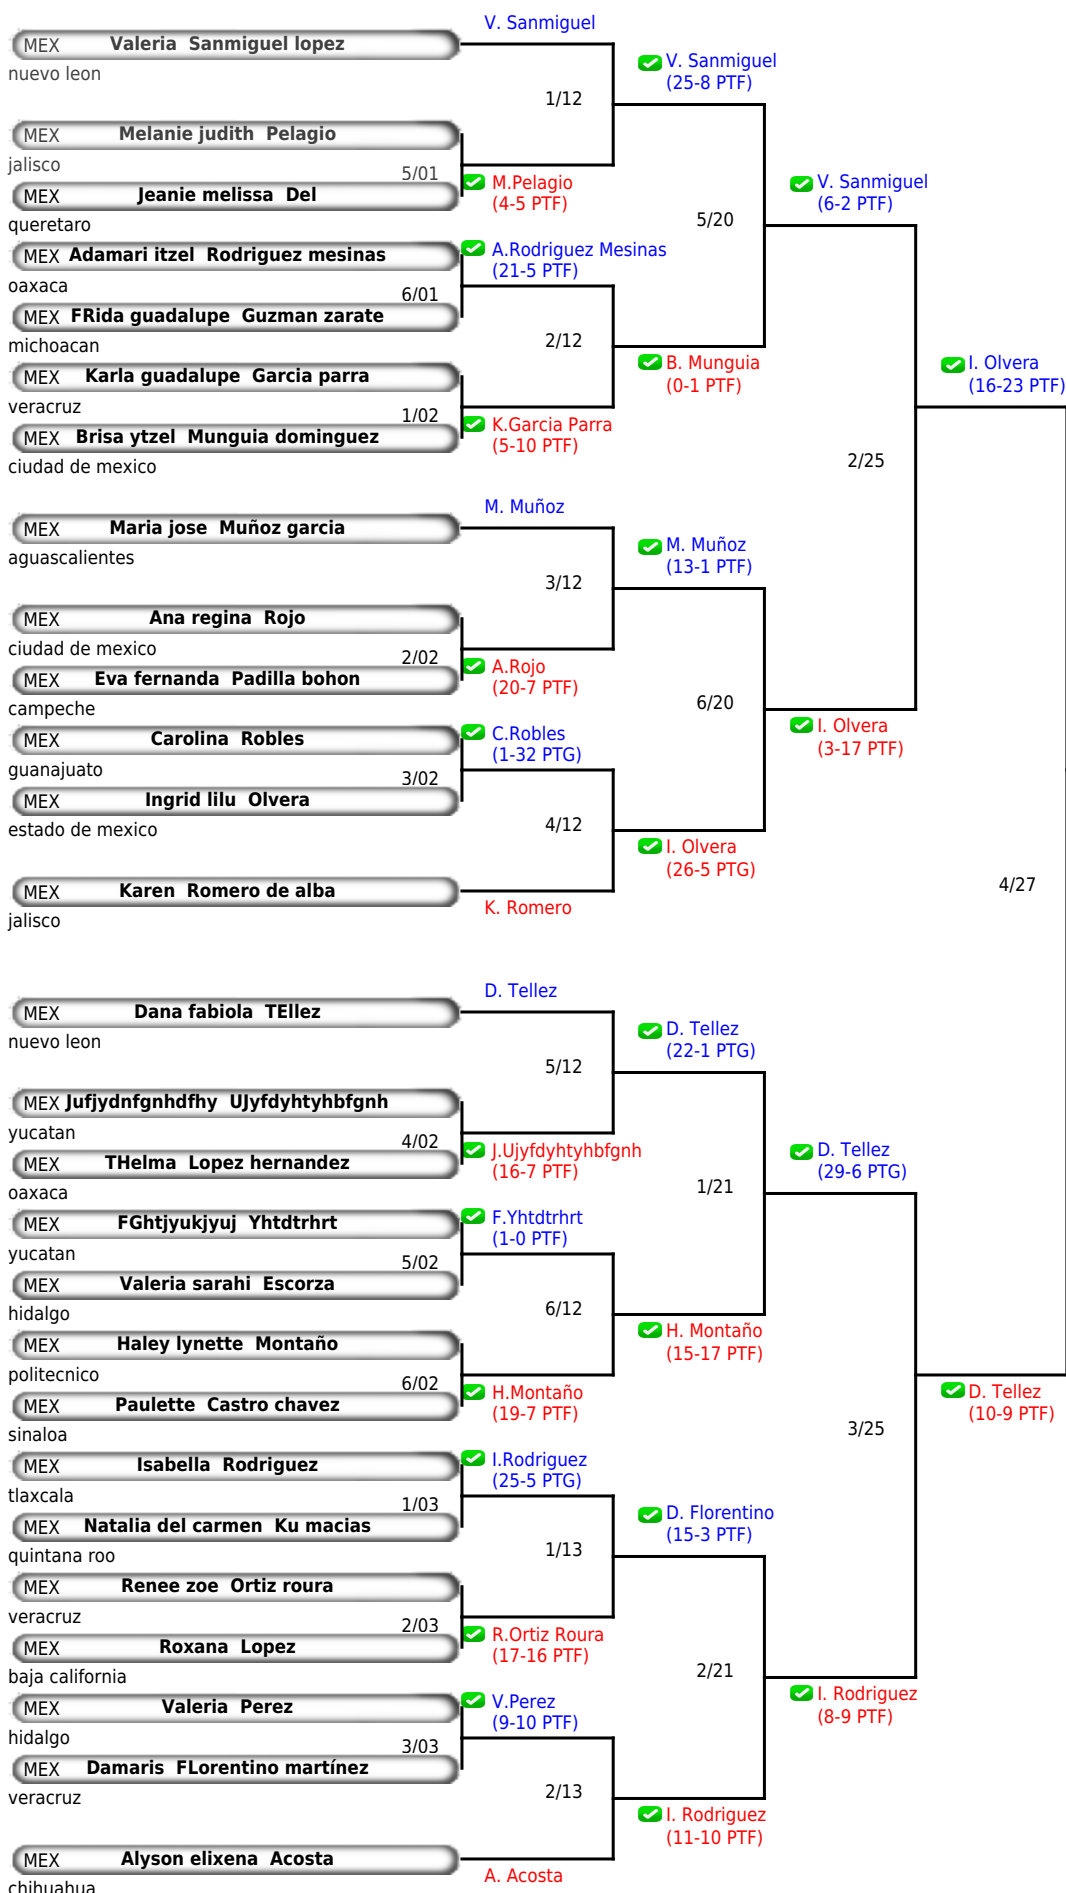 V. Sanmiguel
MEX Valeria Sanmiguel lopez
nuevo leon
V. Sanmiguel
(25-8 PTF)
1/12
MEX Melanie judith Pelagio
jalisco
5/01
M.Pelagio
(4-5 PTF)
V. Sanmiguel
(6-2 PTF)
MEX Jeanie melissa Del
queretaro
5/20
MEX Adamari itzel Rodriguez mesinas
A.Rodriguez Mesinas
(21-5 PTF)
oaxaca
6/01
MEX FRida guadalupe Guzman zarate
michoacan
2/12
B. Munguia
(0-1 PTF)
I. Olvera
(16-23 PTF)
MEX Karla guadalupe Garcia parra
veracruz
1/02
K.Garcia Parra
(5-10 PTF)
MEX Brisa ytzel Munguia dominguez
ciudad de mexico
2/25
M. Muñoz
MEX Maria jose Muñoz garcia
aguascalientes
M. Muñoz
(13-1 PTF)
3/12
MEX Ana regina Rojo
ciudad de mexico
2/02
A.Rojo
(20-7 PTF)
MEX Eva fernanda Padilla bohon
campeche
6/20
I. Olvera
(3-17 PTF)
MEX Carolina Robles
C.Robles
(1-32 PTG)
guanajuato
3/02
MEX Ingrid lilu Olvera
estado de mexico
4/12
I. Olvera
(26-5 PTG)
MEX Karen Romero de alba
jalisco
K. Romero
4/27
D. Tellez
MEX Dana fabiola TEllez
nuevo leon
D. Tellez
(22-1 PTG)
5/12
MEX Jufjydnfgnhdfhy UJyfdyhtyhbfgnh
yucatan
4/02
J.Ujyfdyhtyhbfgnh
(16-7 PTF)
D. Tellez
(29-6 PTG)
MEX THelma Lopez hernandez
oaxaca
1/21
MEX FGhtjyukjyuj Yhtdtrhrt
F.Yhtdtrhrt
(1-0 PTF)
yucatan
5/02
MEX Valeria sarahi Escorza
hidalgo
6/12
H. Montaño
(15-17 PTF)
MEX Haley lynette Montaño
politecnico
6/02
H.Montaño
(19-7 PTF)
D. Tellez
(10-9 PTF)
MEX Paulette Castro chavez
sinaloa
3/25
MEX Isabella Rodriguez
I.Rodriguez
(25-5 PTG)
tlaxcala
1/03
MEX Natalia del carmen Ku macias
quintana roo
D. Florentino
(15-3 PTF)
1/13
MEX Renee zoe Ortiz roura
veracruz
2/03
R.Ortiz Roura
(17-16 PTF)
MEX Roxana Lopez
baja california
2/21
I. Rodriguez
(8-9 PTF)
MEX Valeria Perez
V.Perez
(9-10 PTF)
hidalgo
3/03
MEX Damaris FLorentino martínez
veracruz
2/13
I. Rodriguez
(11-10 PTF)
MEX Alyson elixena Acosta
A. Acosta
chihuahua